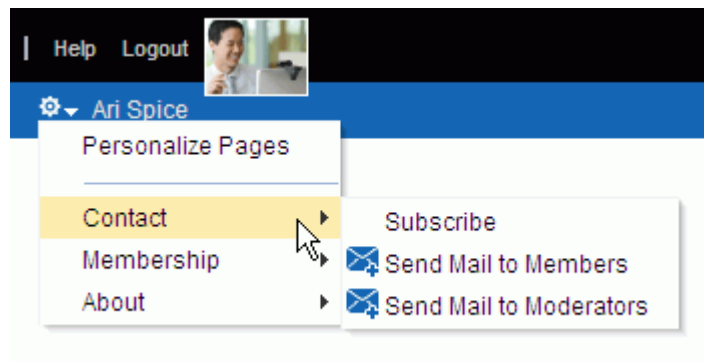 | Help Logout
Ari Spice
Personalize Pages
Contact
Membership
About
Subscribe
Send Mail to Members
Send Mail to Moderators